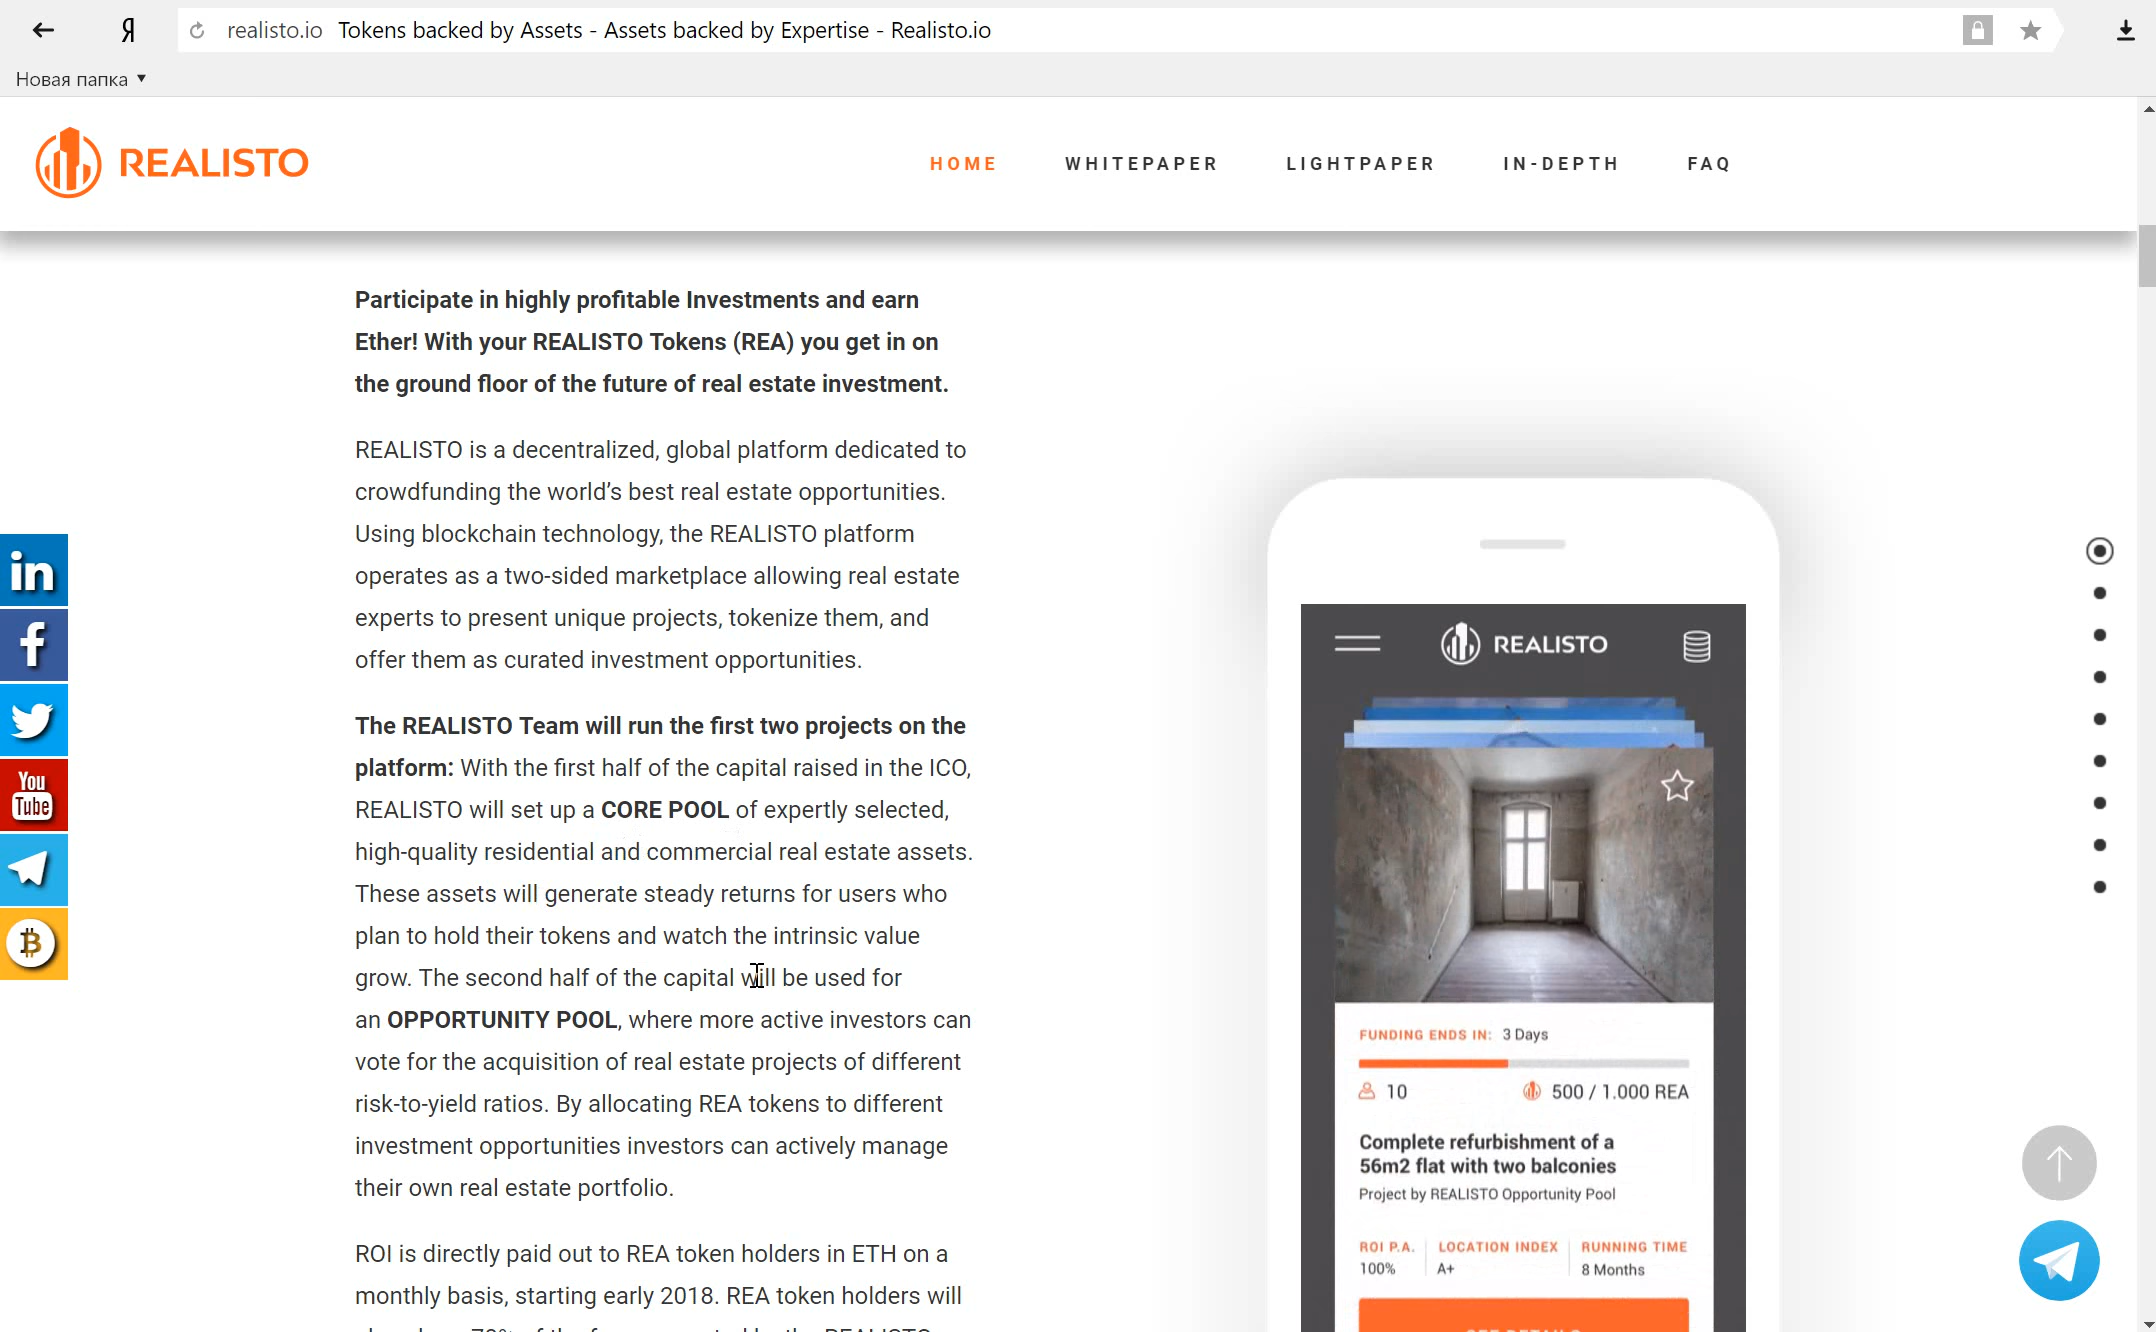 Я realisto.io Tokens backed by Assets - Assets backed by Expertise - Realisto.io
Новая папка
REALISTO HOME WHITEPAPER LIGHTPAPER IN-DEPTH FAQ
Participate in highly profitable Investments and earn
Ether! With your REALISTO Tokens (REA) you get in on
the ground floor of the future of real estate investment.
REALISTO is a decentralized, global platform dedicated to
crowdfunding the world’s best real estate opportunities.
Using blockchain technology, the REALISTO platform
operates as a two-sided marketplace allowing real estate
experts to present unique projects, tokenize them, and
offer them as curated investment opportunities.
The REALISTO Team will run the first two projects on the
platform: With the first half of the capital raised in the ICO,
REALISTO will set up a CORE POOL of expertly selected,
high-quality residential and commercial real estate assets.
These assets will generate steady returns for users who
plan to hold their tokens and watch the intrinsic value
grow. The second half of the capital will be used for
an OPPORTUNITY POOL, where more active investors can
vote for the acquisition of real estate projects of different
risk-to-yield ratios. By allocating REA tokens to different
investment opportunities investors can actively manage
their own real estate portfolio.
ROI is directly paid out to REA token holders in ETH on a
monthly basis, starting early 2018. REA token holders will
in
f
You
Tube
REALISTO
FUNDING ENDS IN: 3 Days
10 500 / 1.000 REA
Complete refurbishment of a
56m2 flat with two balconies
Project by REALISTO Opportunity Pool
ROI P.A. LOCATION INDEX RUNNING TIME
100% A+ 8 Months